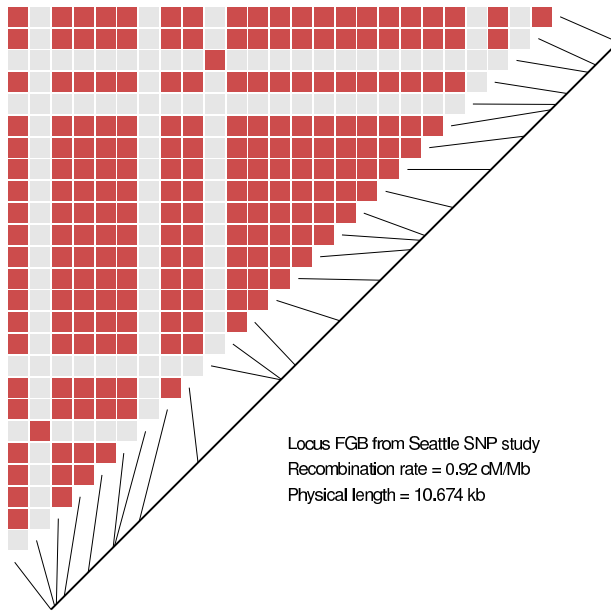 Locus FGB from Seattle SNP study
Recombination rate = 0.92 cM/Mb
Physical length = 10.674 kb